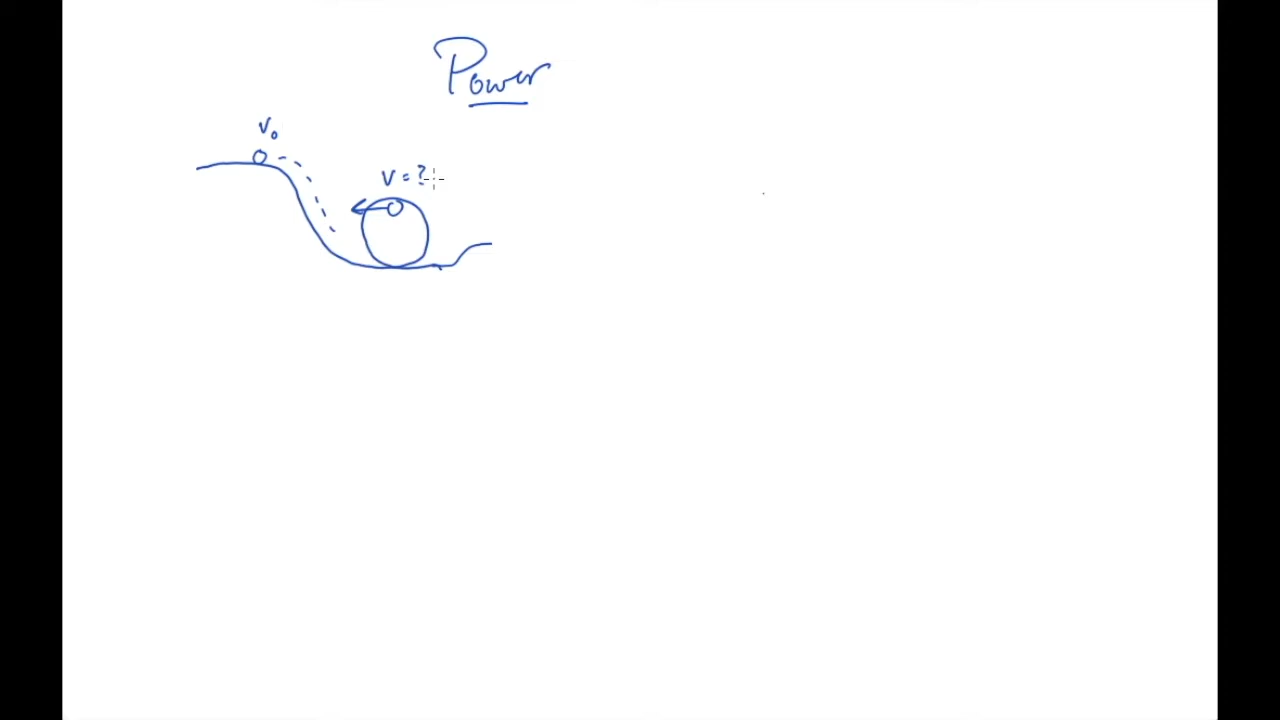 Power
v₀
v = ?